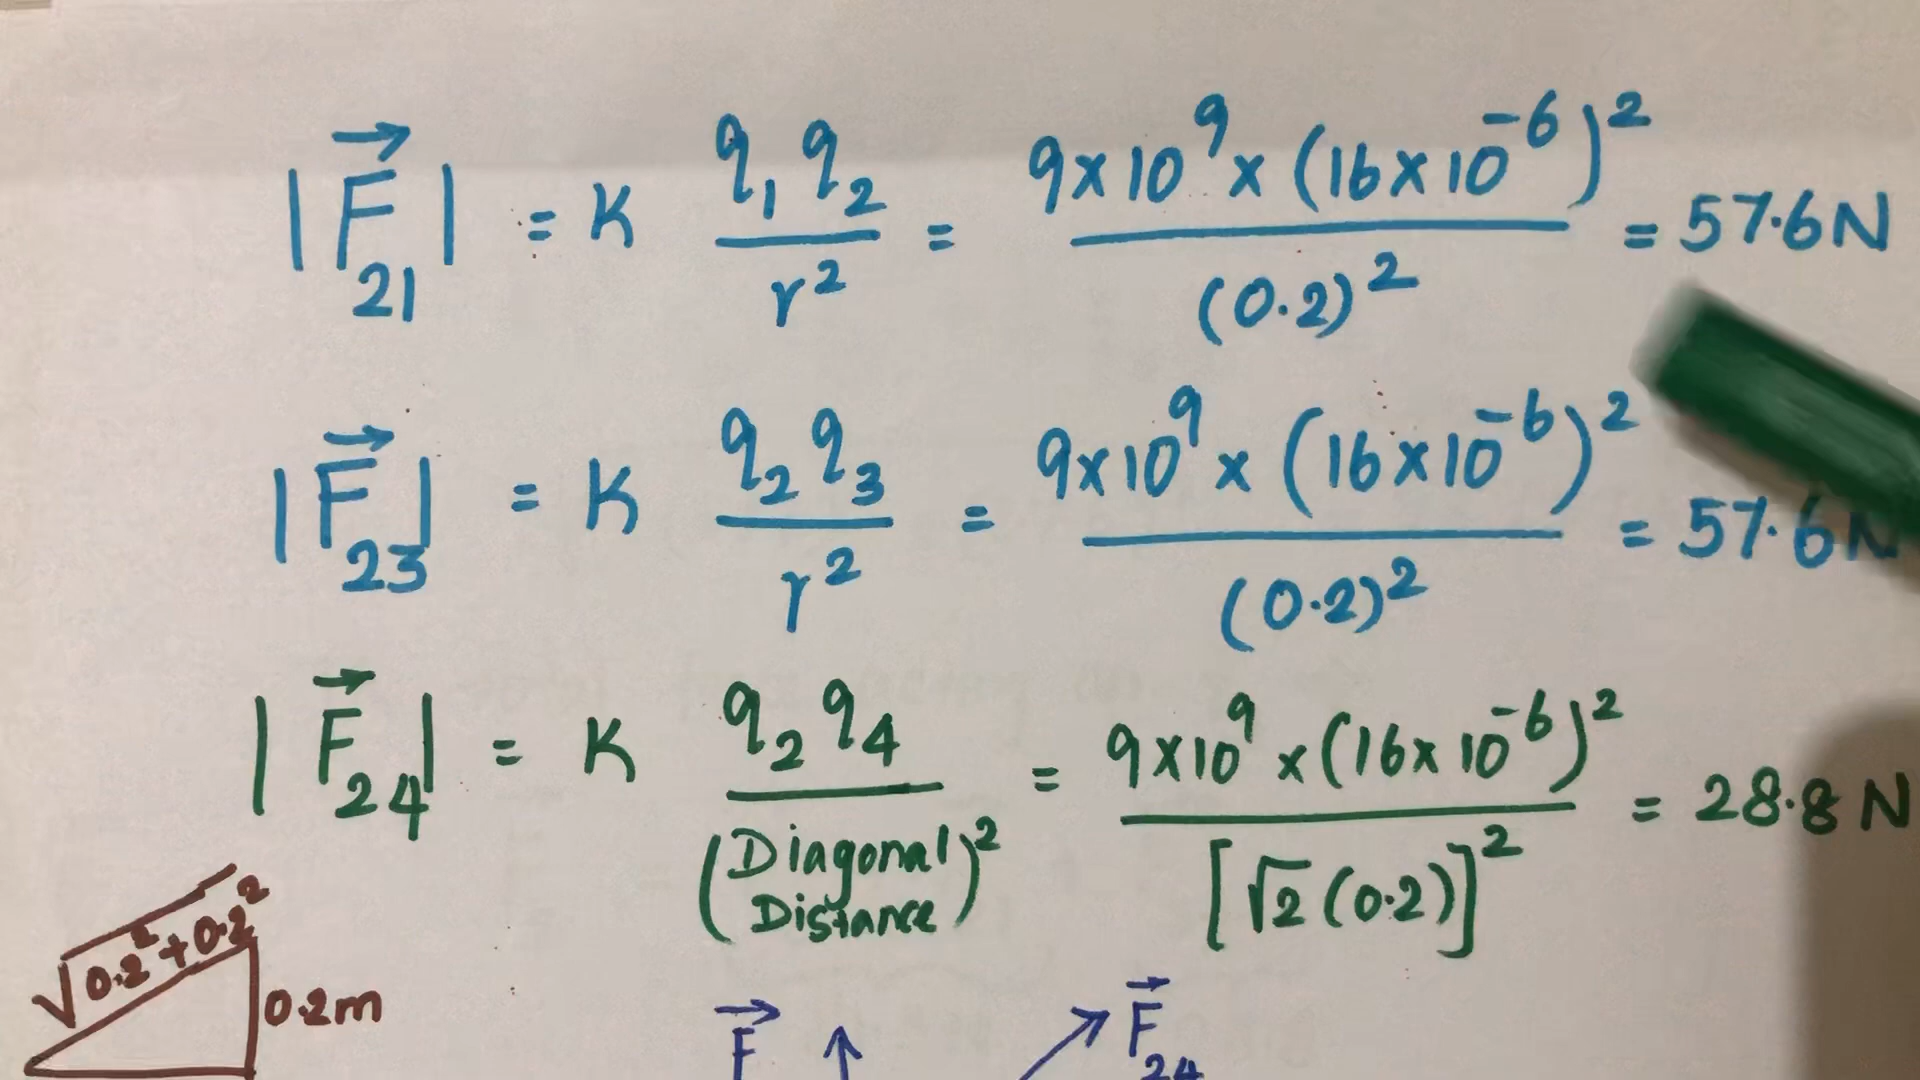 |F⃗₂₁| = K q₁q₂ / r² = 9×10⁹×(16×10⁻⁶)² / (0.2)² = 57.6N
|F⃗₂₃| = K q₂q₃ / r² = 9×10⁹×(16×10⁻⁶)² / (0.2)² = 57.6N
|F⃗₂₄| = K q₂q₄ / (Diagonal Distance)² = 9×10⁹×(16×10⁻⁶)² / [√2(0.2)]² = 28.8 N
√0.2²+0.2²
0.2m
F⃗
F⃗₂₄